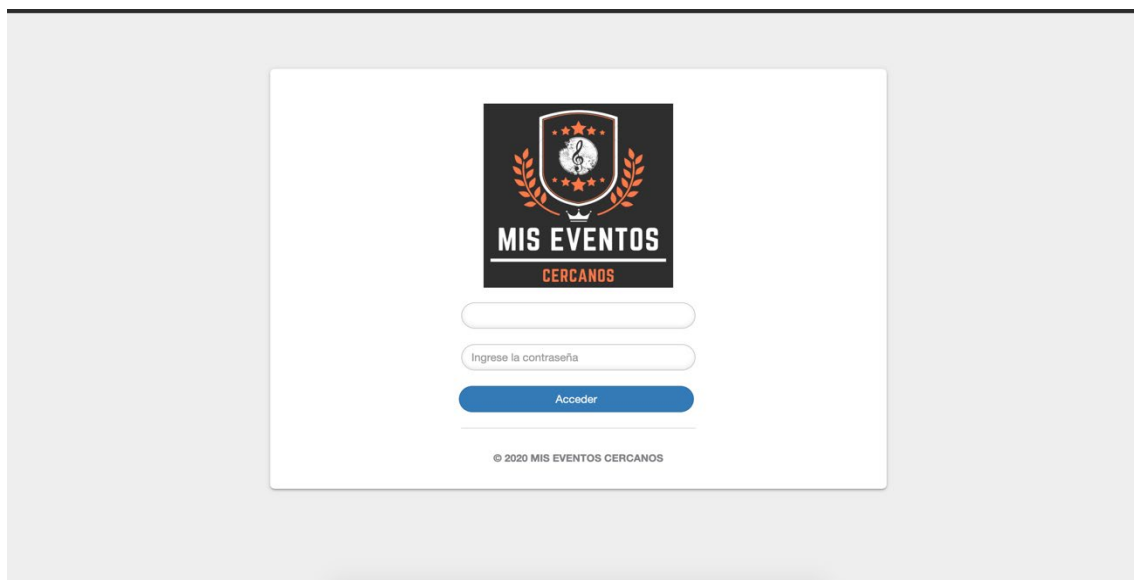 MIS EVENTOS
CERCANOS
Ingrese la contraseña
Acceder
© 2020 MIS EVENTOS CERCANOS